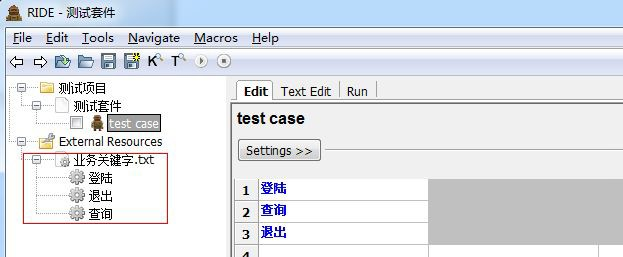 RIDE - 测试套件
File Edit Tools Navigate Macros Help
K T
测试项目
测试套件
test case
External Resources
业务关键字.txt
登陆
退出
查询
Edit Text Edit Run
test case
Settings >>
1 登陆
2 查询
3 退出